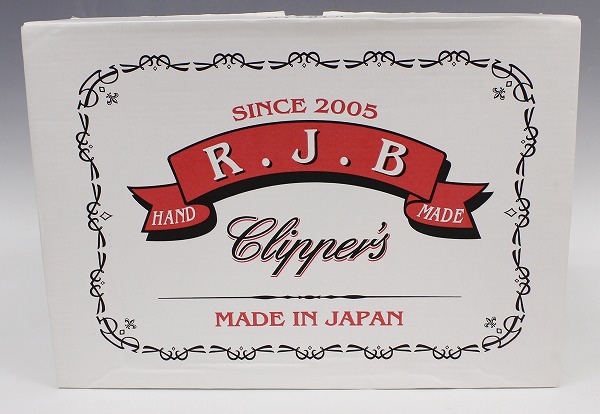 SINCE 2005
R.J.B
HAND MADE
Clipper's
MADE IN JAPAN